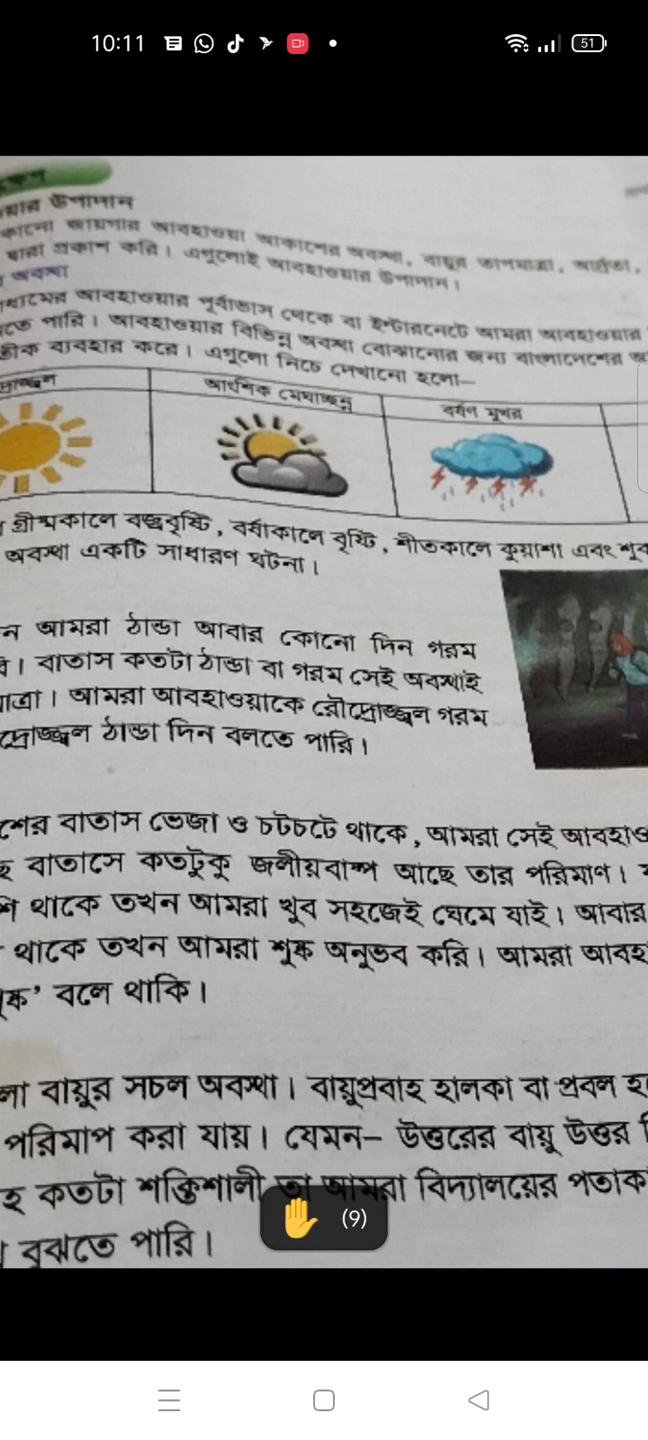 10:11
51
য়ার উপাদান
কোনো জায়গার আবহাওয়া আকাশের অবস্থা, বায়ুর তাপমাত্রা, আর্দ্রতা,
দ্বারা প্রকাশ করি। এগুলোই আবহাওয়ার উপাদান।
অবস্থা
মাধ্যমের আবহাওয়ার পূর্বাভাস থেকে বা ইন্টারনেটে আমরা আবহাওয়ার
তে পারি। আবহাওয়ার বিভিন্ন অবস্থা বোঝানোর জন্য বাংলাদেশের
তীক ব্যবহার করে। এগুলো নিচে দেখানো হলো—
দ্রোজ্জ্বল আংশিক মেঘাচ্ছন্ন বর্ষণ মুখর
গ্রীষ্মকালে বজ্রবৃষ্টি, বর্ষাকালে বৃষ্টি, শীতকালে কুয়াশা এবং শুষ্
অবস্থা একটি সাধারণ ঘটনা।
ন আমরা ঠান্ডা আবার কোনো দিন গরম
ি। বাতাস কতটা ঠান্ডা বা গরম সেই অবস্থাই
মাত্রা। আমরা আবহাওয়াকে রৌদ্রোজ্জ্বল গরম
দ্রোজ্জ্বল ঠান্ডা দিন বলতে পারি।
শের বাতাস ভেজা ও চটচটে থাকে, আমরা সেই আবহাও
ছে বাতাসে কতটুকু জলীয়বাষ্প আছে তার পরিমাণ।
শি থাকে তখন আমরা খুব সহজেই ঘেমে যাই। আবার
থাকে তখন আমরা শুষ্ক অনুভব করি। আমরা আবহ
ষ্ক’ বলে থাকি।
লো বায়ুর সচল অবস্থা। বায়ুপ্রবাহ হালকা বা প্রবল হ
পরিমাপ করা যায়। যেমন– উত্তরের বায়ু উত্তর
হ কতটা শক্তিশালী তা আমরা বিদ্যালয়ের পতাক
বুঝতে পারি।
(9)